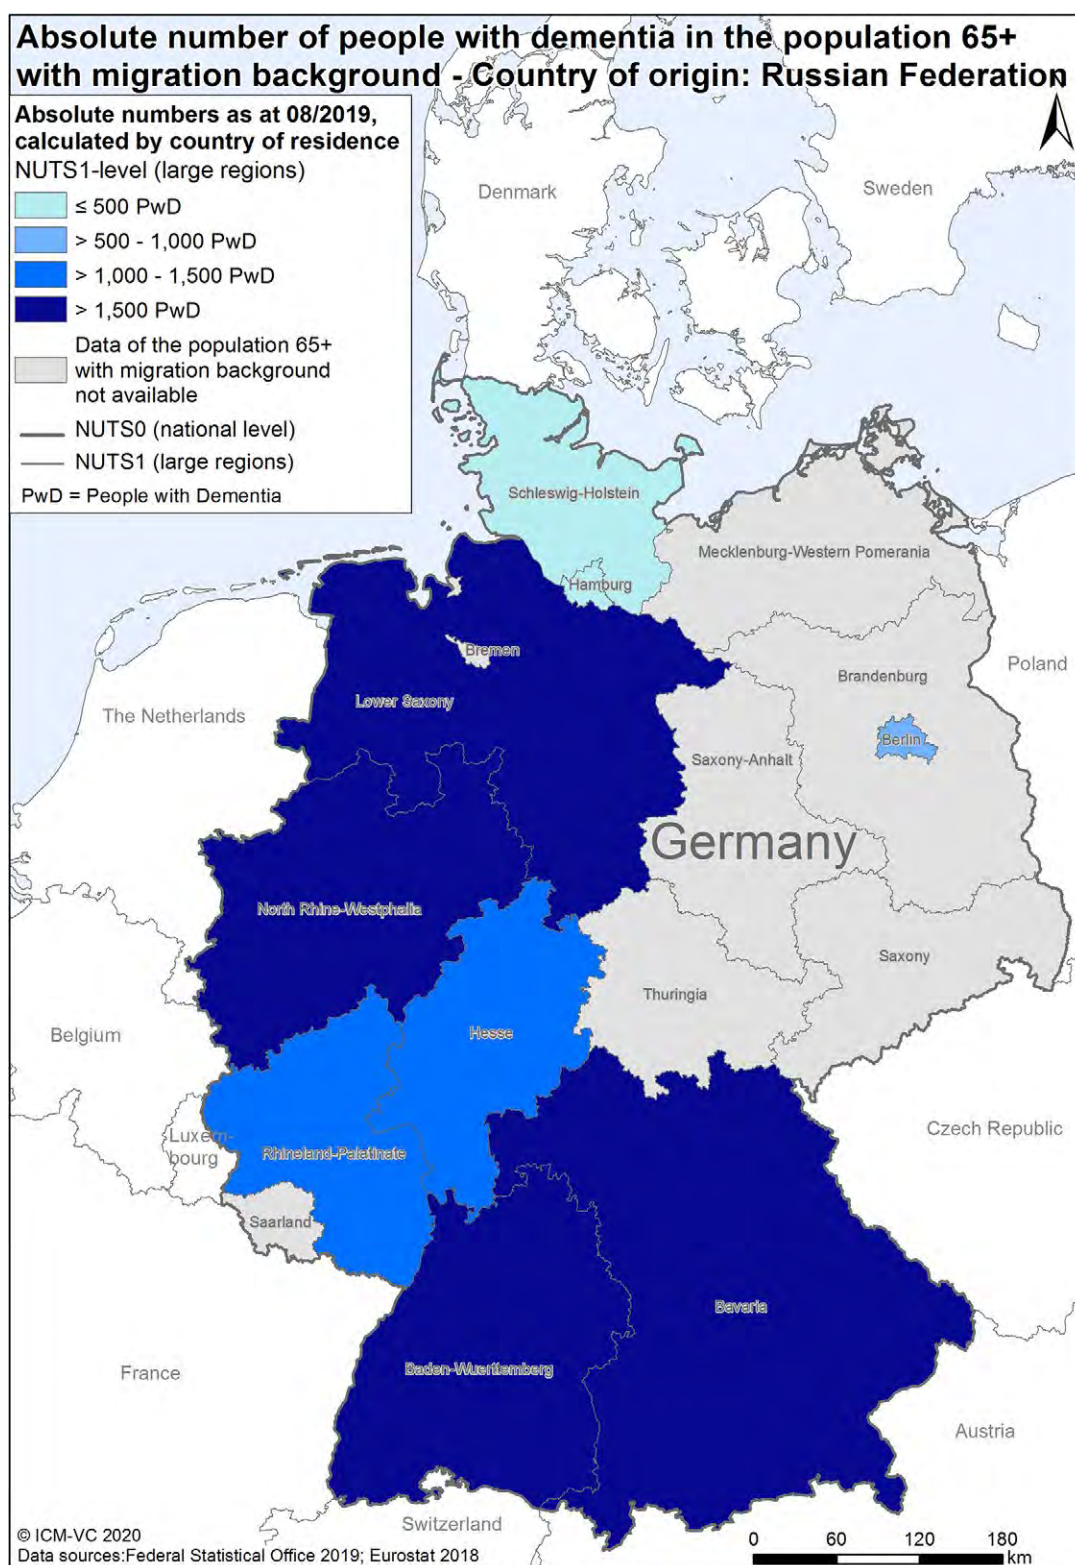 Absolute number of people with dementia in the population 65+
with migration background - Country of origin: Russian Federation
N
Absolute numbers as at 08/2019,
calculated by country of residence
NUTS1-level (large regions)
≤ 500 PwD
> 500 - 1,000 PwD
> 1,000 - 1,500 PwD
> 1,500 PwD
Data of the population 65+
with migration background
not available
NUTS0 (national level)
NUTS1 (large regions)
PwD = People with Dementia
Denmark
Sweden
Schleswig-Holstein
Mecklenburg-Western Pomerania
Hamburg
Bremen
Poland
Brandenburg
Lower Saxony
The Netherlands
Berlin
Saxony-Anhalt
Germany
North Rhine-Westphalia
Saxony
Thuringia
Belgium
Hesse
Luxem-
bourg
Rhineland-Palatinate
Czech Republic
Saarland
Bavaria
France
Baden-Wuerttemberg
Austria
Switzerland
© ICM-VC 2020
Data sources:Federal Statistical Office 2019; Eurostat 2018
0 60 120 180
km